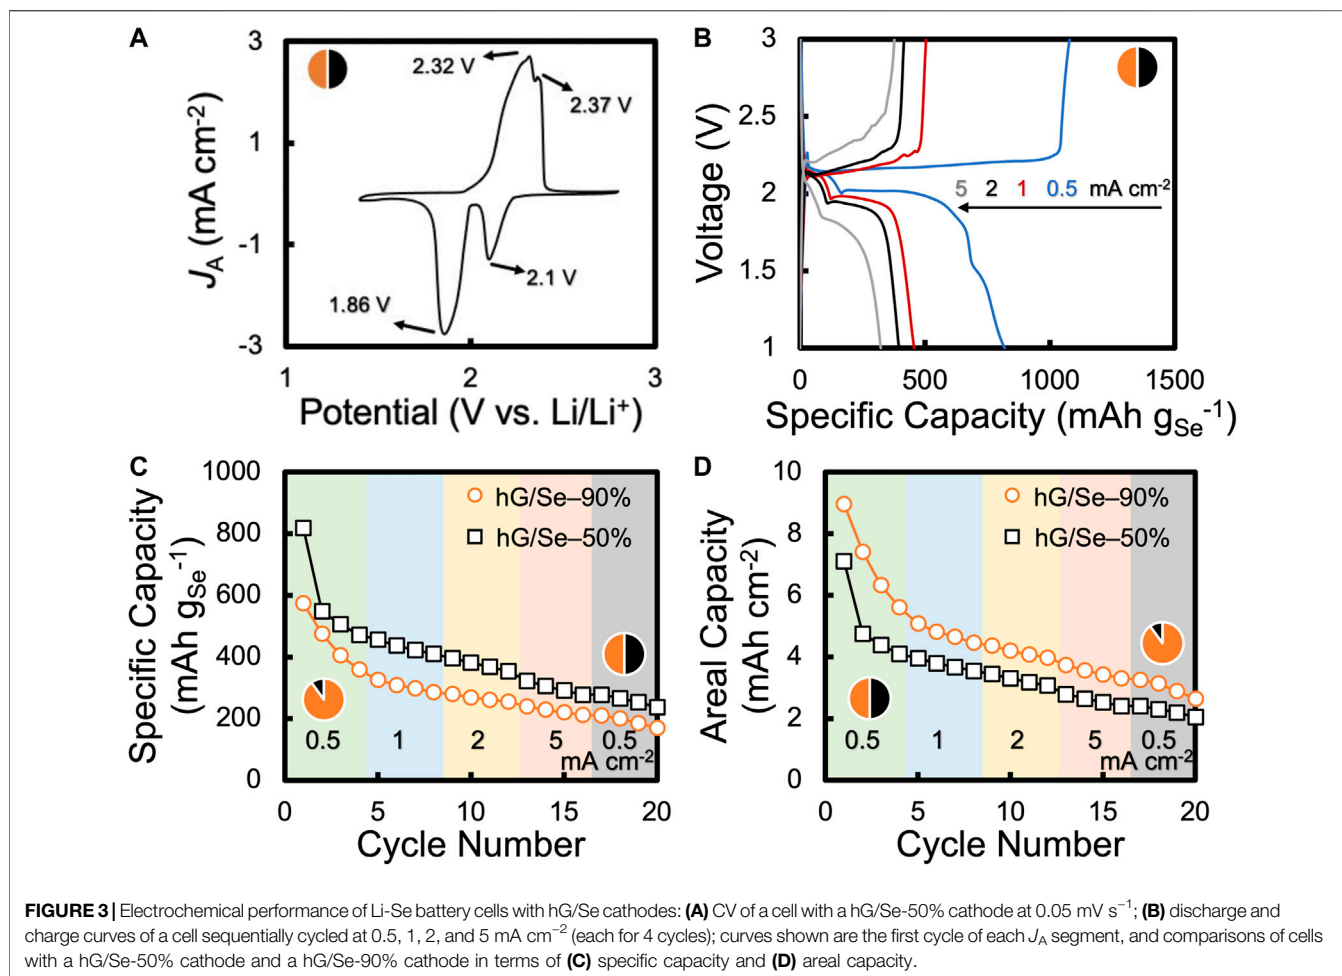 A
3
1
-1
-3
J_A (mA cm⁻²)
2.32 V
2.37 V
2.1 V
1.86 V
1
2
3
Potential (V vs. Li/Li⁺)
B
3
2.5
2
1.5
1
Voltage (V)
5 2 1 0.5 mA cm⁻²
0
500
1000
1500
Specific Capacity (mAh g_Se⁻¹)
C
1000
800
600
400
200
0
Specific Capacity
(mAh g_Se⁻¹)
hG/Se–90%
hG/Se–50%
0.5 1 2 5 0.5
mA cm⁻²
0 5 10 15 20
Cycle Number
D
10
8
6
4
2
0
Areal Capacity
(mAh cm⁻²)
hG/Se–90%
hG/Se–50%
0.5 1 2 5 0.5
mA cm⁻²
0 5 10 15 20
Cycle Number
FIGURE 3 | Electrochemical performance of Li-Se battery cells with hG/Se cathodes: (A) CV of a cell with a hG/Se-50% cathode at 0.05 mV s⁻¹; (B) discharge and
charge curves of a cell sequentially cycled at 0.5, 1, 2, and 5 mA cm⁻² (each for 4 cycles); curves shown are the first cycle of each J_A segment, and comparisons of cells
with a hG/Se-50% cathode and a hG/Se-90% cathode in terms of (C) specific capacity and (D) areal capacity.